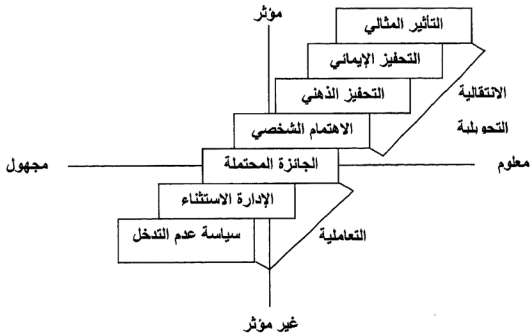 مؤثر
التأثير المثالي
التحفيز الإيمائي
التحفيز الذهني
الانتقالية
الاهتمام الشخصي
التحويلية
مجهول
الجائزة المحتملة
معلوم
الإدارة الاستثناء
سياسة عدم التدخل
التعاملية
غير مؤثر